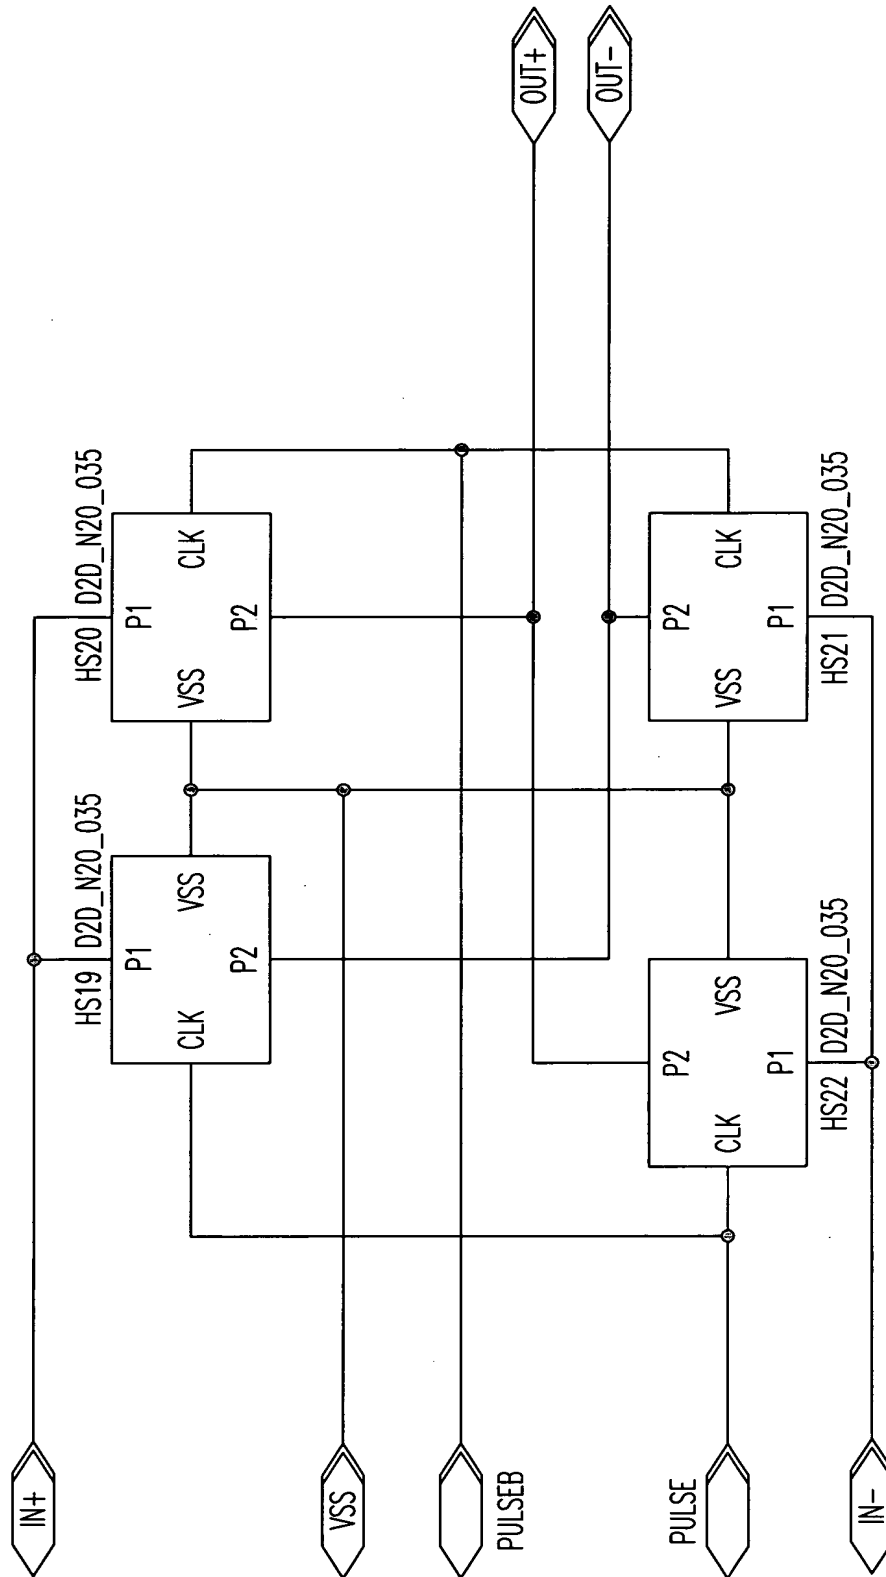 IN+
VSS
PULSEB
PULSE
IN-
HS19 D2D_N20_035
P1
CLK
VSS
P2
HS20 D2D_N20_035
P1
VSS
CLK
P2
P2
CLK
VSS
P1
HS22 D2D_N20_035
P2
VSS
CLK
P1
HS21 D2D_N20_035
OUT+
OUT-